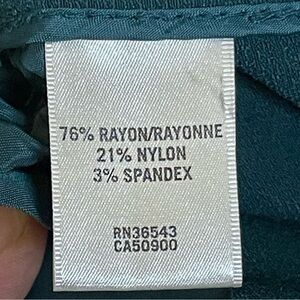 76% RAYON/RAYONNE
21% NYLON
3% SPANDEX
RN36543
CA50900